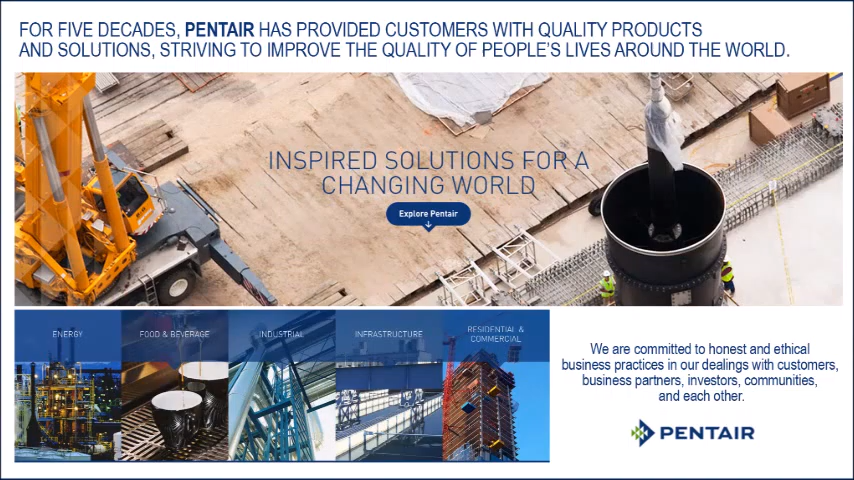 FOR FIVE DECADES, PENTAIR HAS PROVIDED CUSTOMERS WITH QUALITY PRODUCTS
AND SOLUTIONS, STRIVING TO IMPROVE THE QUALITY OF PEOPLE'S LIVES AROUND THE WORLD.
INSPIRED SOLUTIONS FOR A
CHANGING WORLD
Explore Pentair
ENERGY
FOOD & BEVERAGE
INDUSTRIAL
INFRASTRUCTURE
RESIDENTIAL &
COMMERCIAL
We are committed to honest and ethical
business practices in our dealings with customers,
business partners, investors, communities,
and each other.
PENTAIR